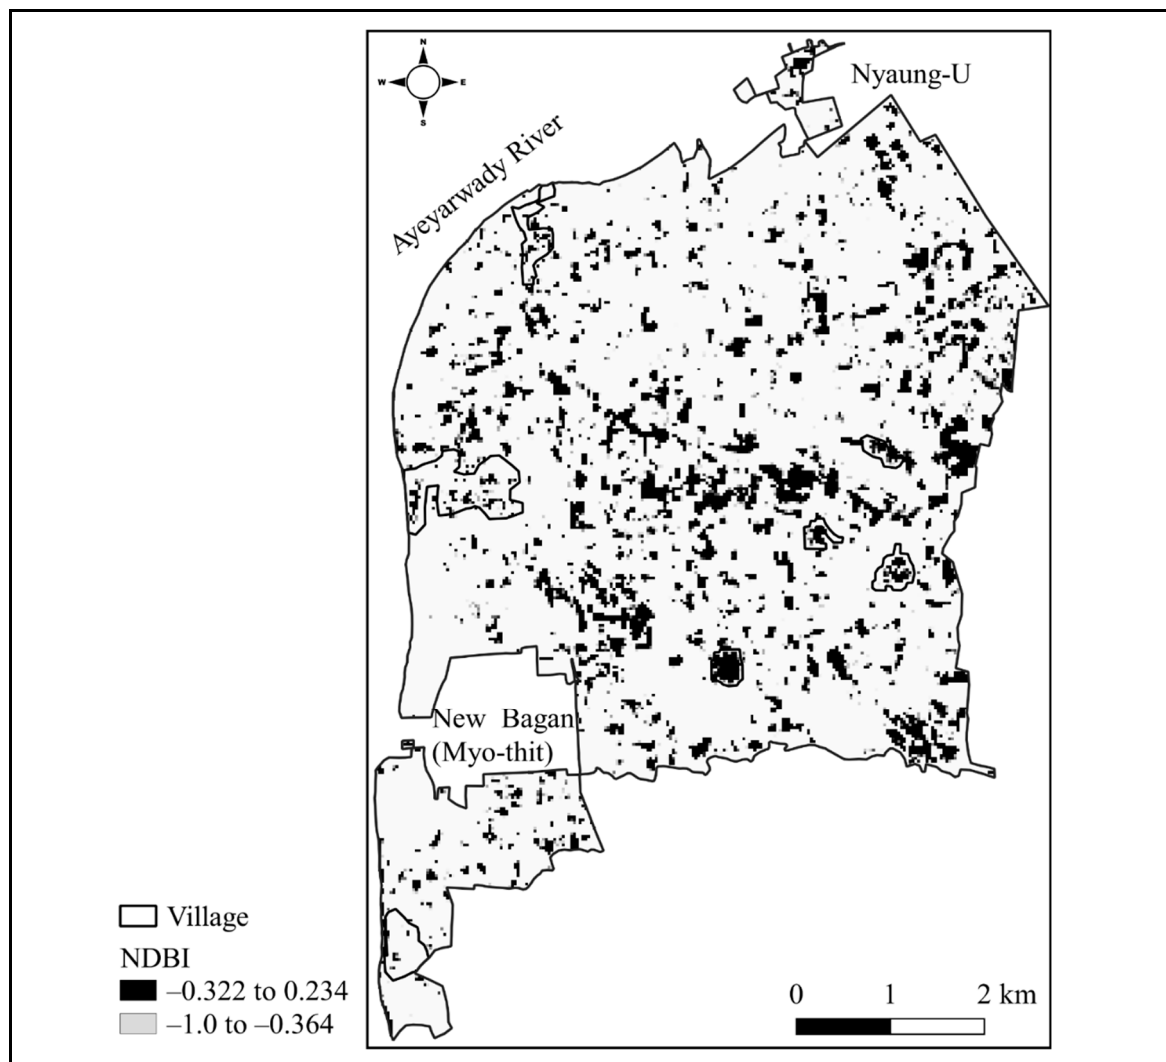 N
W E
S
Nyaung-U
Ayeyarwady River
New Bagan
(Myo-thit)
Village
NDBI
–0.322 to 0.234
–1.0 to –0.364
0 1 2 km